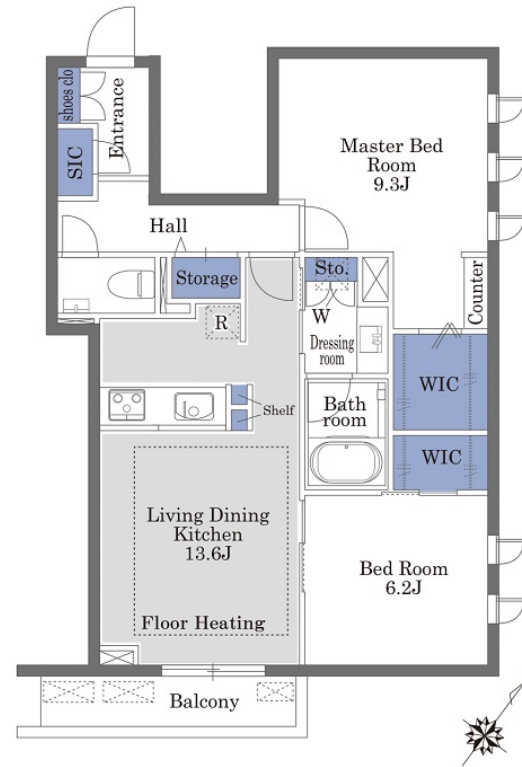 shoes clo
Entrance
SIC
Master Bed
Room
9.3J
Hall
Storage
Sto.
Counter
W
R
Dressing
room
WIC
Shelf
Bath
room
WIC
Living Dining
Kitchen
13.6J
Bed Room
6.2J
Floor Heating
Balcony